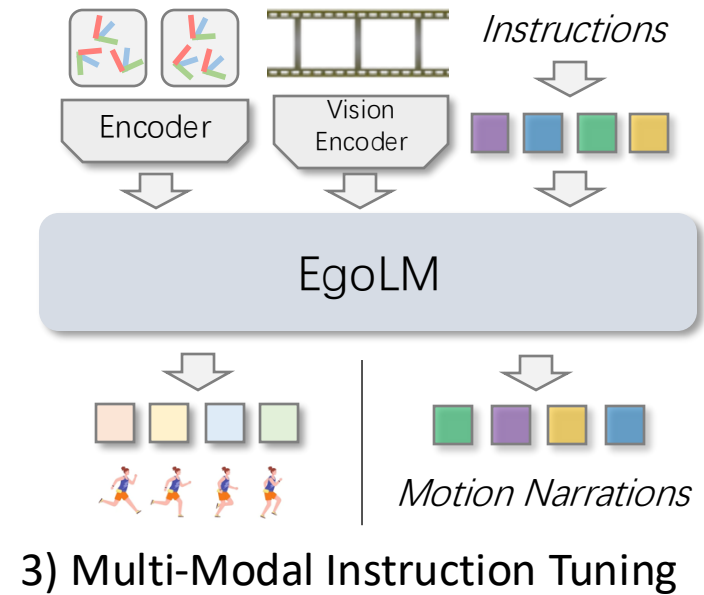 Instructions
Encoder
Vision
Encoder
EgoLM
Motion Narrations
3) Multi-Modal Instruction Tuning